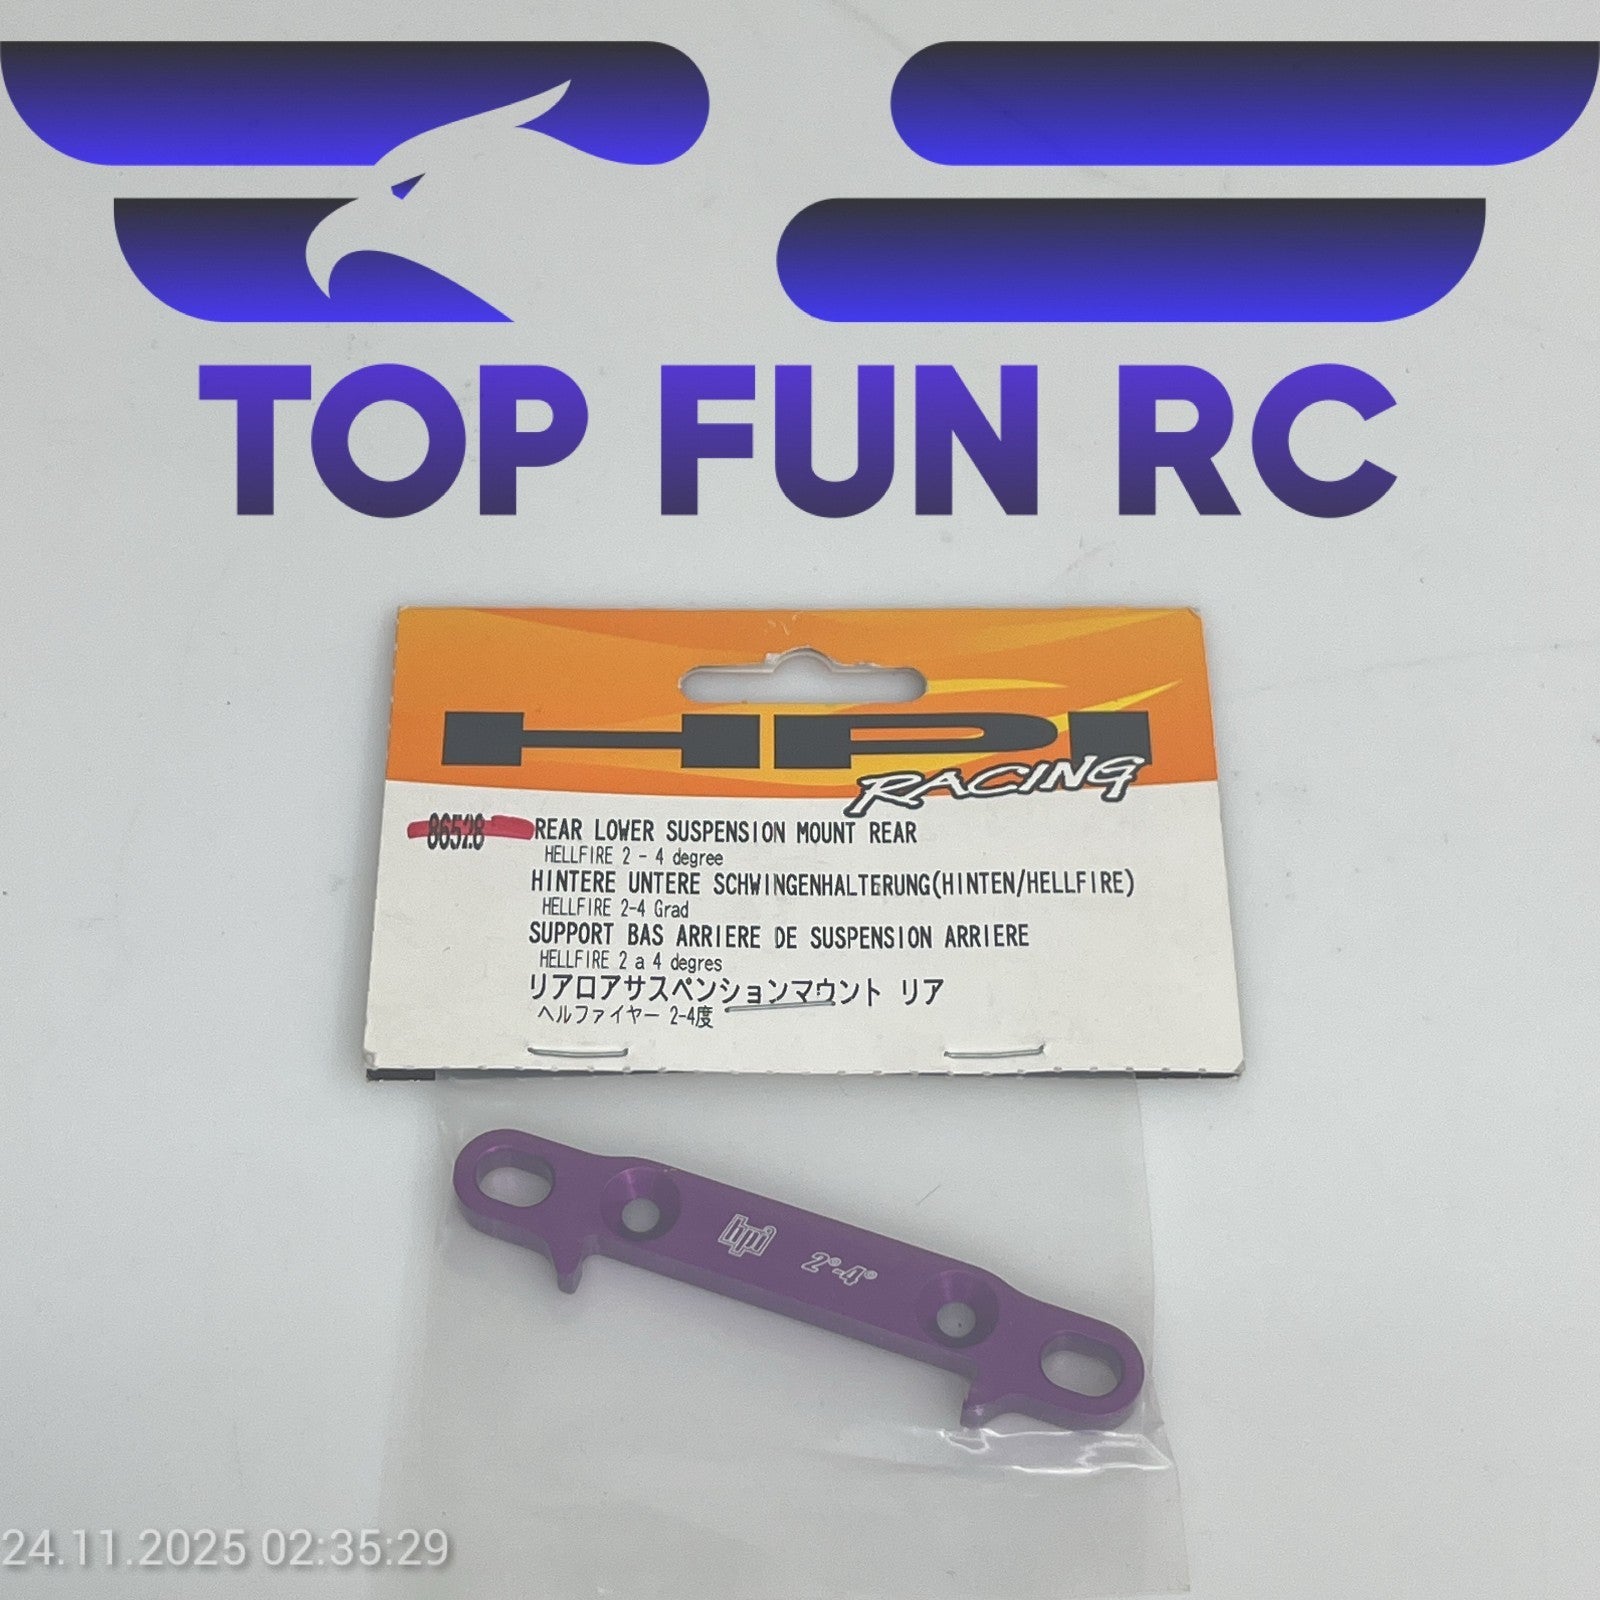 TOP FUN RC
HPI
RACING
86528 REAR LOWER SUSPENSION MOUNT REAR
HELLFIRE 2 - 4 degree
HINTERE UNTERE SCHWINGENHALTERUNG(HINTEN/HELLFIRE)
HELLFIRE 2-4 Grad
SUPPORT BAS ARRIERE DE SUSPENSION ARRIERE
HELLFIRE 2 a 4 degres
リアロアサスペンションマウント リア
ヘルファイヤー 2-4度
hpi 2°-4°
24.11.2025 02:35:29